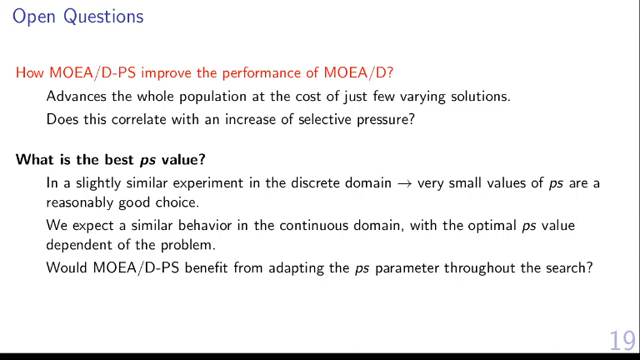 Open Questions
How MOEA/D-PS improve the performance of MOEA/D?
Advances the whole population at the cost of just few varying solutions.
Does this correlate with an increase of selective pressure?
What is the best ps value?
In a slightly similar experiment in the discrete domain → very small values of ps are a
reasonably good choice.
We expect a similar behavior in the continuous domain, with the optimal ps value
dependent of the problem.
Would MOEA/D-PS benefit from adapting the ps parameter throughout the search?
19